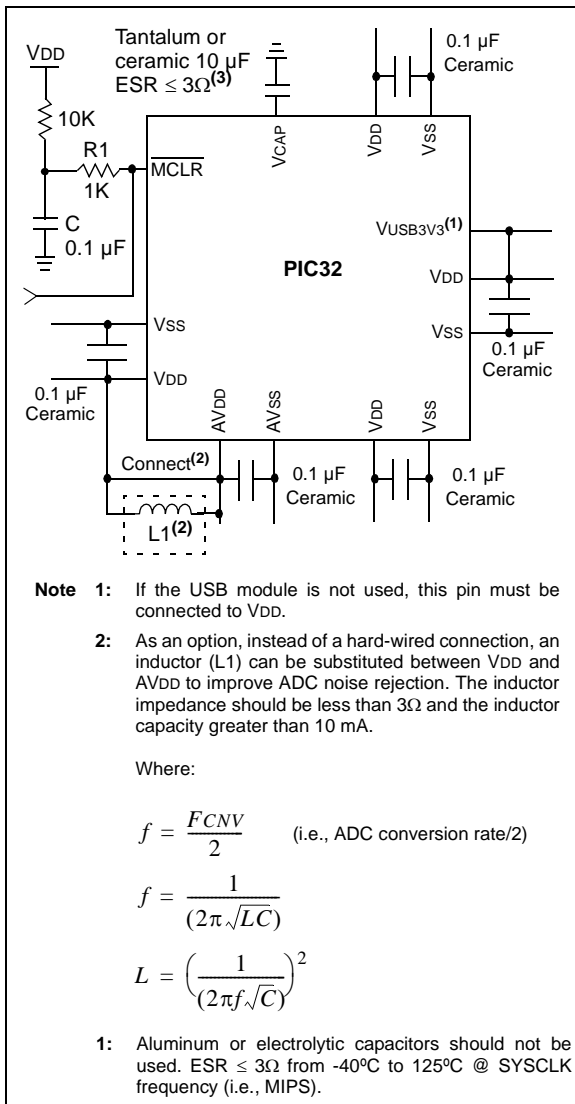 VDD
Tantalum or
ceramic 10 µF
ESR ≤ 3Ω(3)
0.1 µF
Ceramic
10K
R1
1K
C
0.1 µF
MCLR
VCAP
VDD
VSS
VUSB3V3(1)
VDD
VSS
PIC32
VSS
VDD
0.1 µF
Ceramic
0.1 µF
Ceramic
AVDD
AVSS
VDD
VSS
Connect(2)
L1(2)
0.1 µF
Ceramic
0.1 µF
Ceramic
Note 1: If the USB module is not used, this pin must be
connected to VDD.
2: As an option, instead of a hard-wired connection, an
inductor (L1) can be substituted between VDD and
AVDD to improve ADC noise rejection. The inductor
impedance should be less than 3Ω and the inductor
capacity greater than 10 mA.
Where:
f = FCNV / 2 (i.e., ADC conversion rate/2)
f = 1 / (2π√LC)
L = (1 / (2πf√C))²
1: Aluminum or electrolytic capacitors should not be
used. ESR ≤ 3Ω from -40ºC to 125ºC @ SYSCLK
frequency (i.e., MIPS).